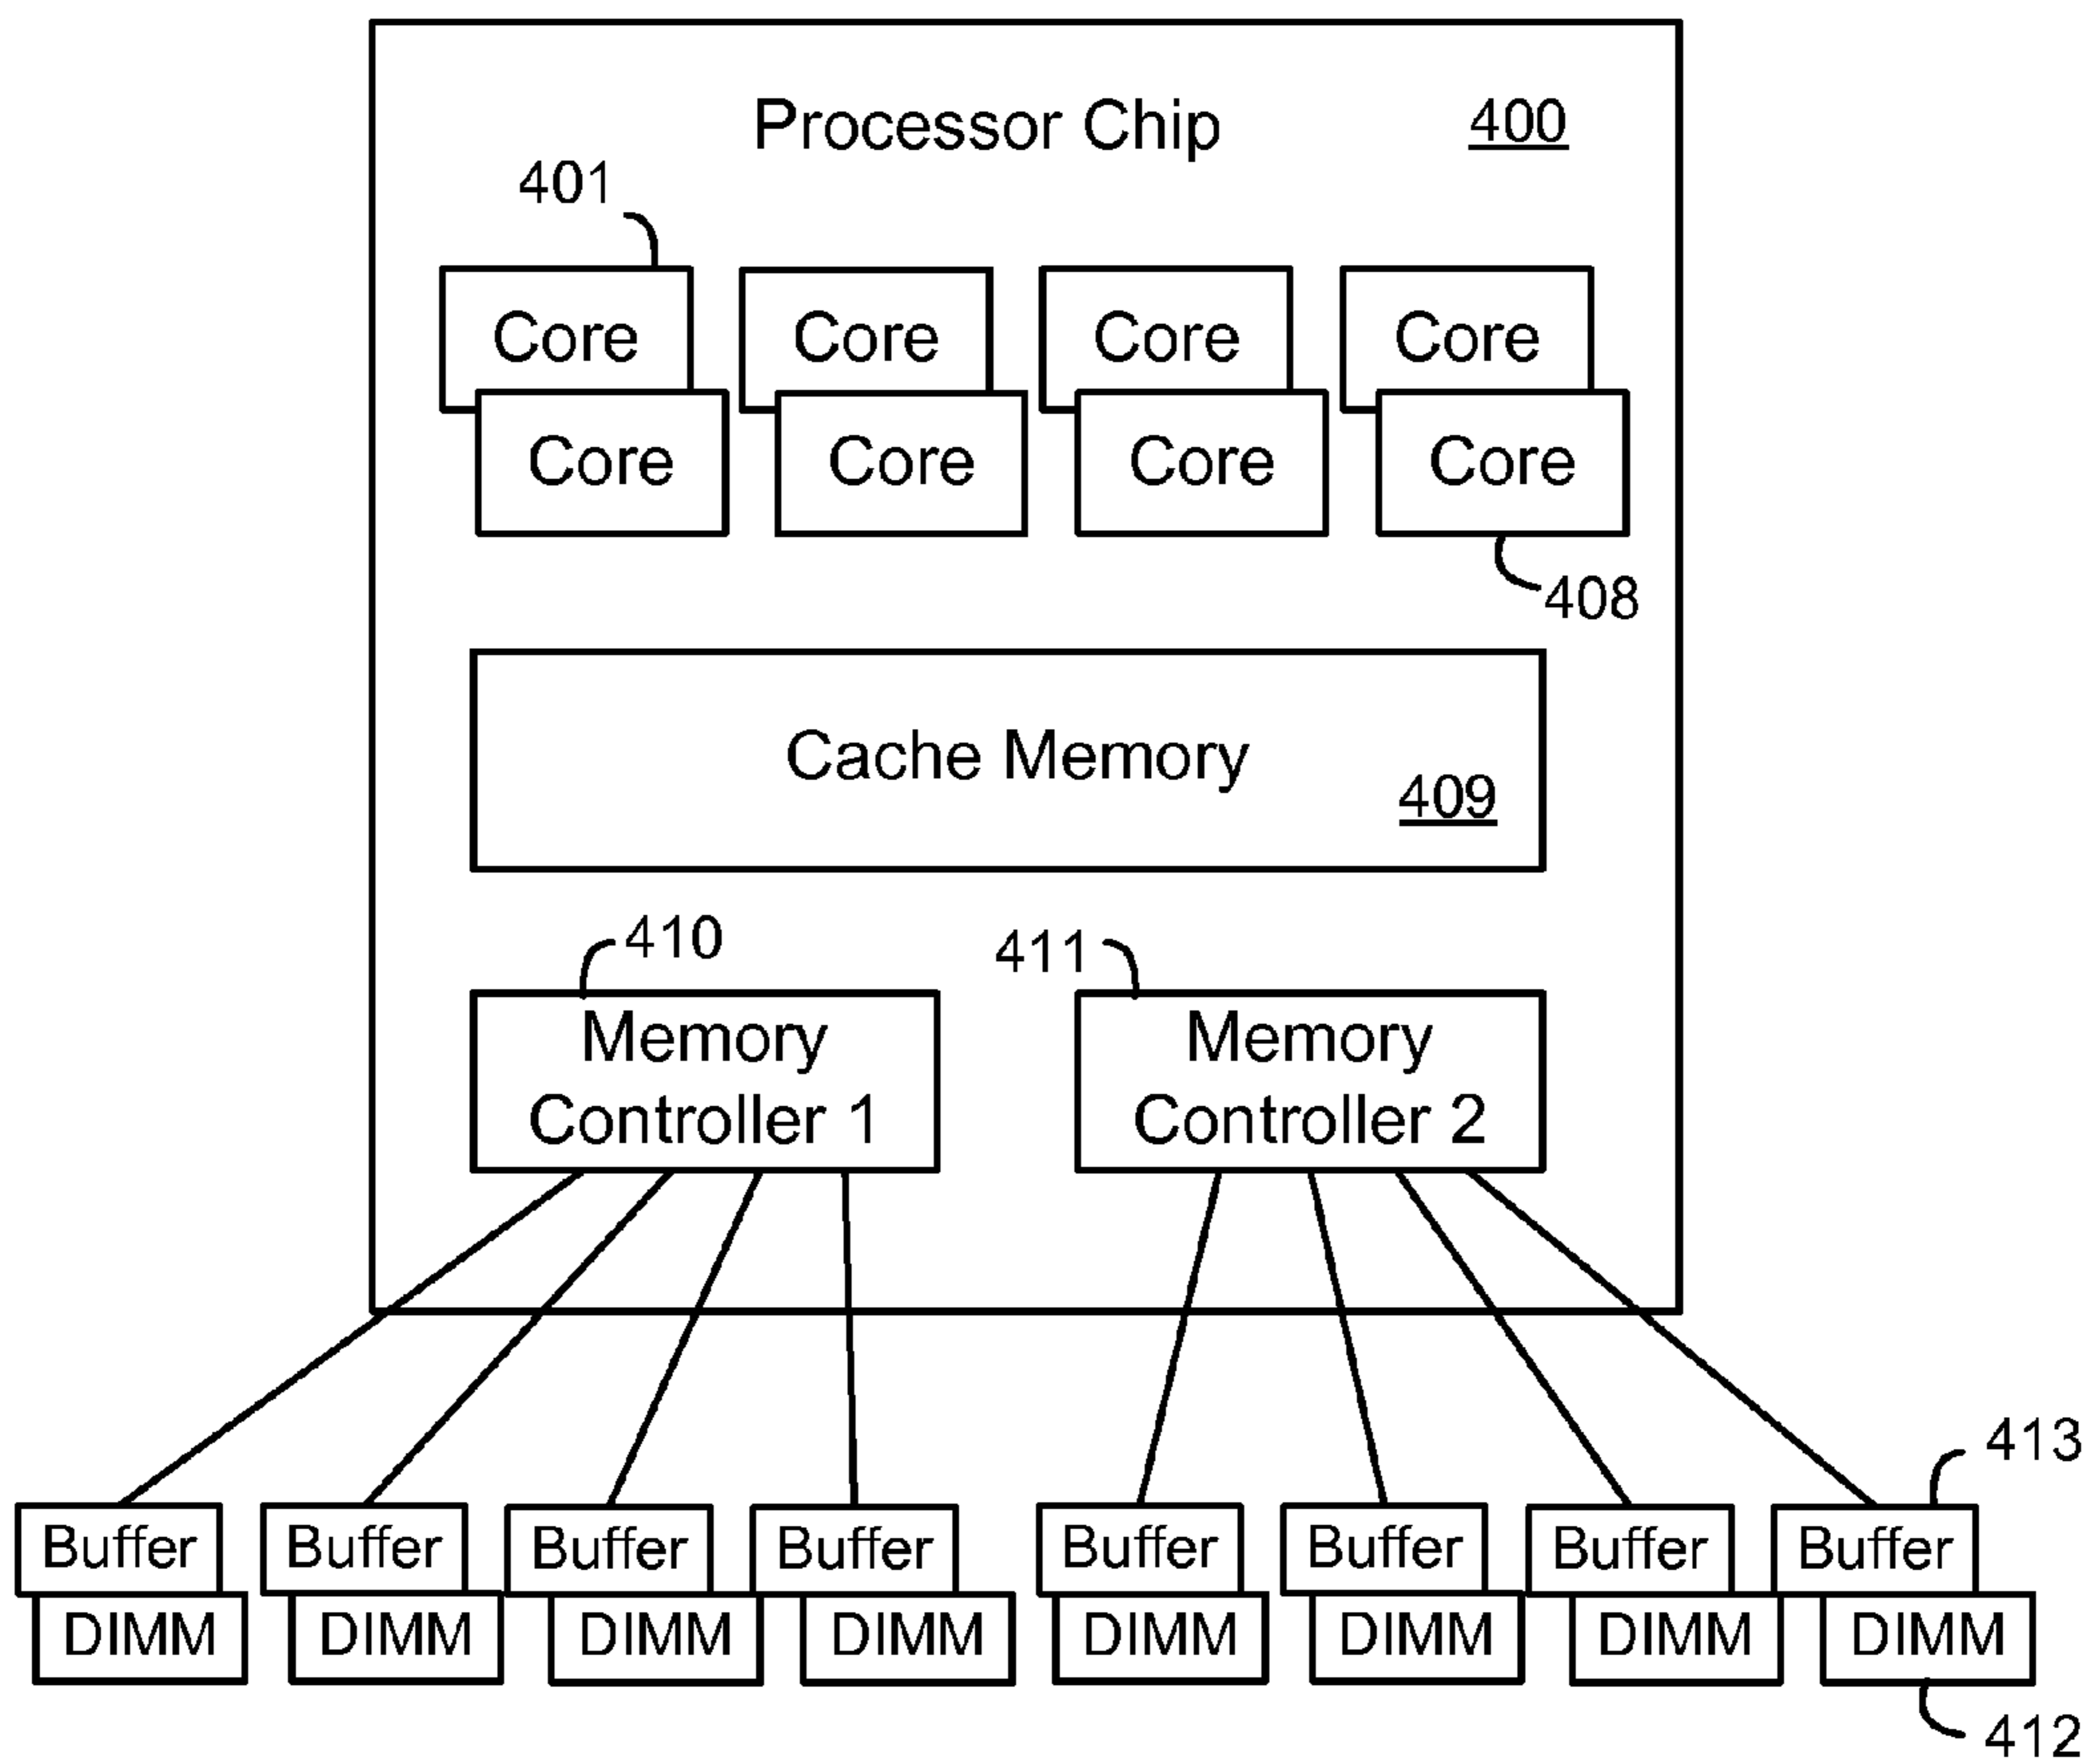 Processor Chip 400
401
Core Core Core Core
Core Core Core Core
408
Cache Memory
409
410 411
Memory Memory
Controller 1 Controller 2
413
Buffer Buffer Buffer Buffer Buffer Buffer Buffer Buffer
DIMM DIMM DIMM DIMM DIMM DIMM DIMM DIMM
412